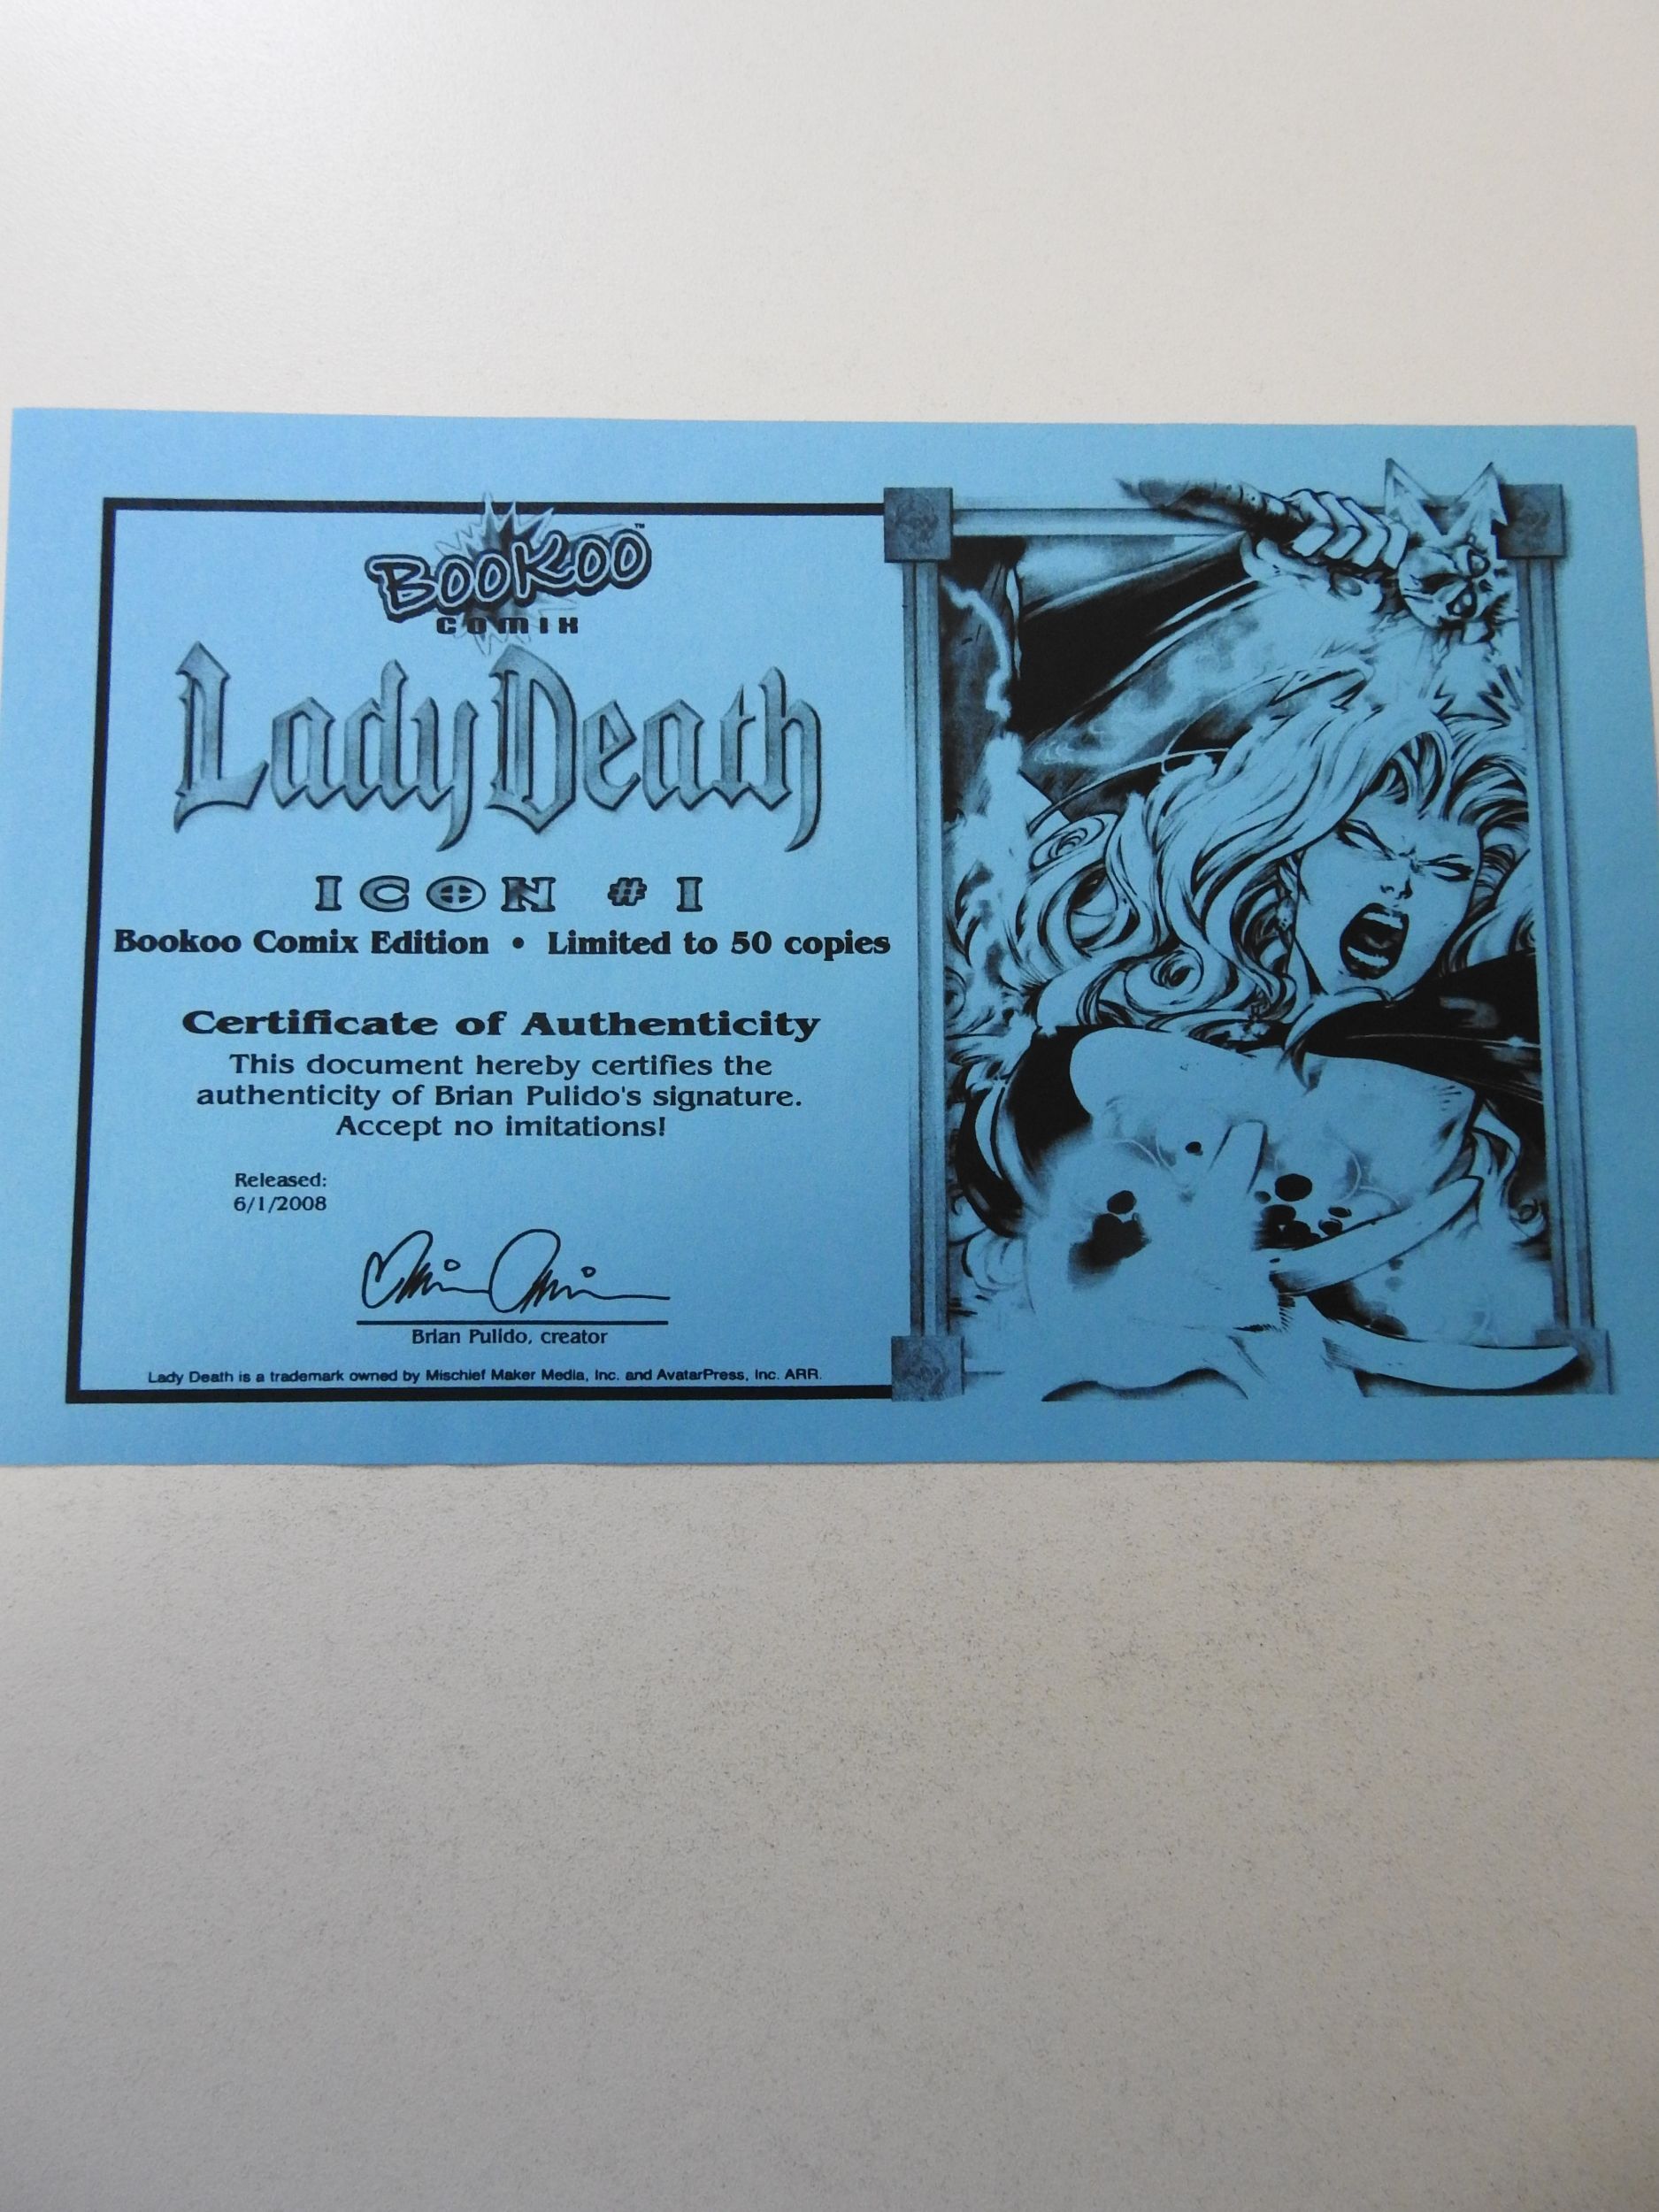 BOOKOO™
COMIX
Lady Death
ICON #1
Bookoo Comix Edition • Limited to 50 copies
Certificate of Authenticity
This document hereby certifies the
authenticity of Brian Pulido's signature.
Accept no imitations!
Released:
6/1/2008
Brian Pulido, creator
Lady Death is a trademark owned by Mischief Maker Media, Inc. and AvatarPress, Inc. ARR.